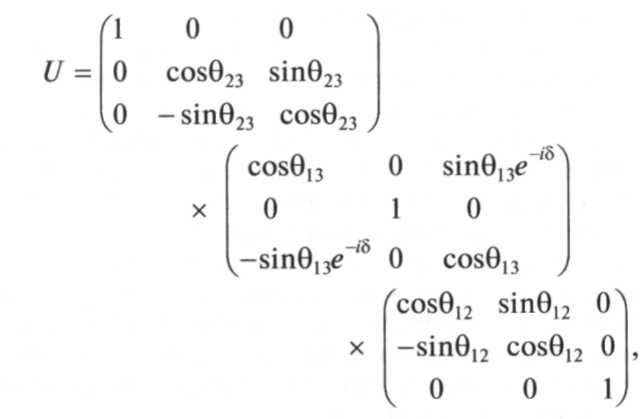 U = ( 1 0 0
0 cosθ₂₃ sinθ₂₃
0 −sinθ₂₃ cosθ₂₃ )
× ( cosθ₁₃ 0 sinθ₁₃e^{−iδ}
0 1 0
−sinθ₁₃e^{−iδ} 0 cosθ₁₃ )
× ( cosθ₁₂ sinθ₁₂ 0
−sinθ₁₂ cosθ₁₂ 0
0 0 1 ),